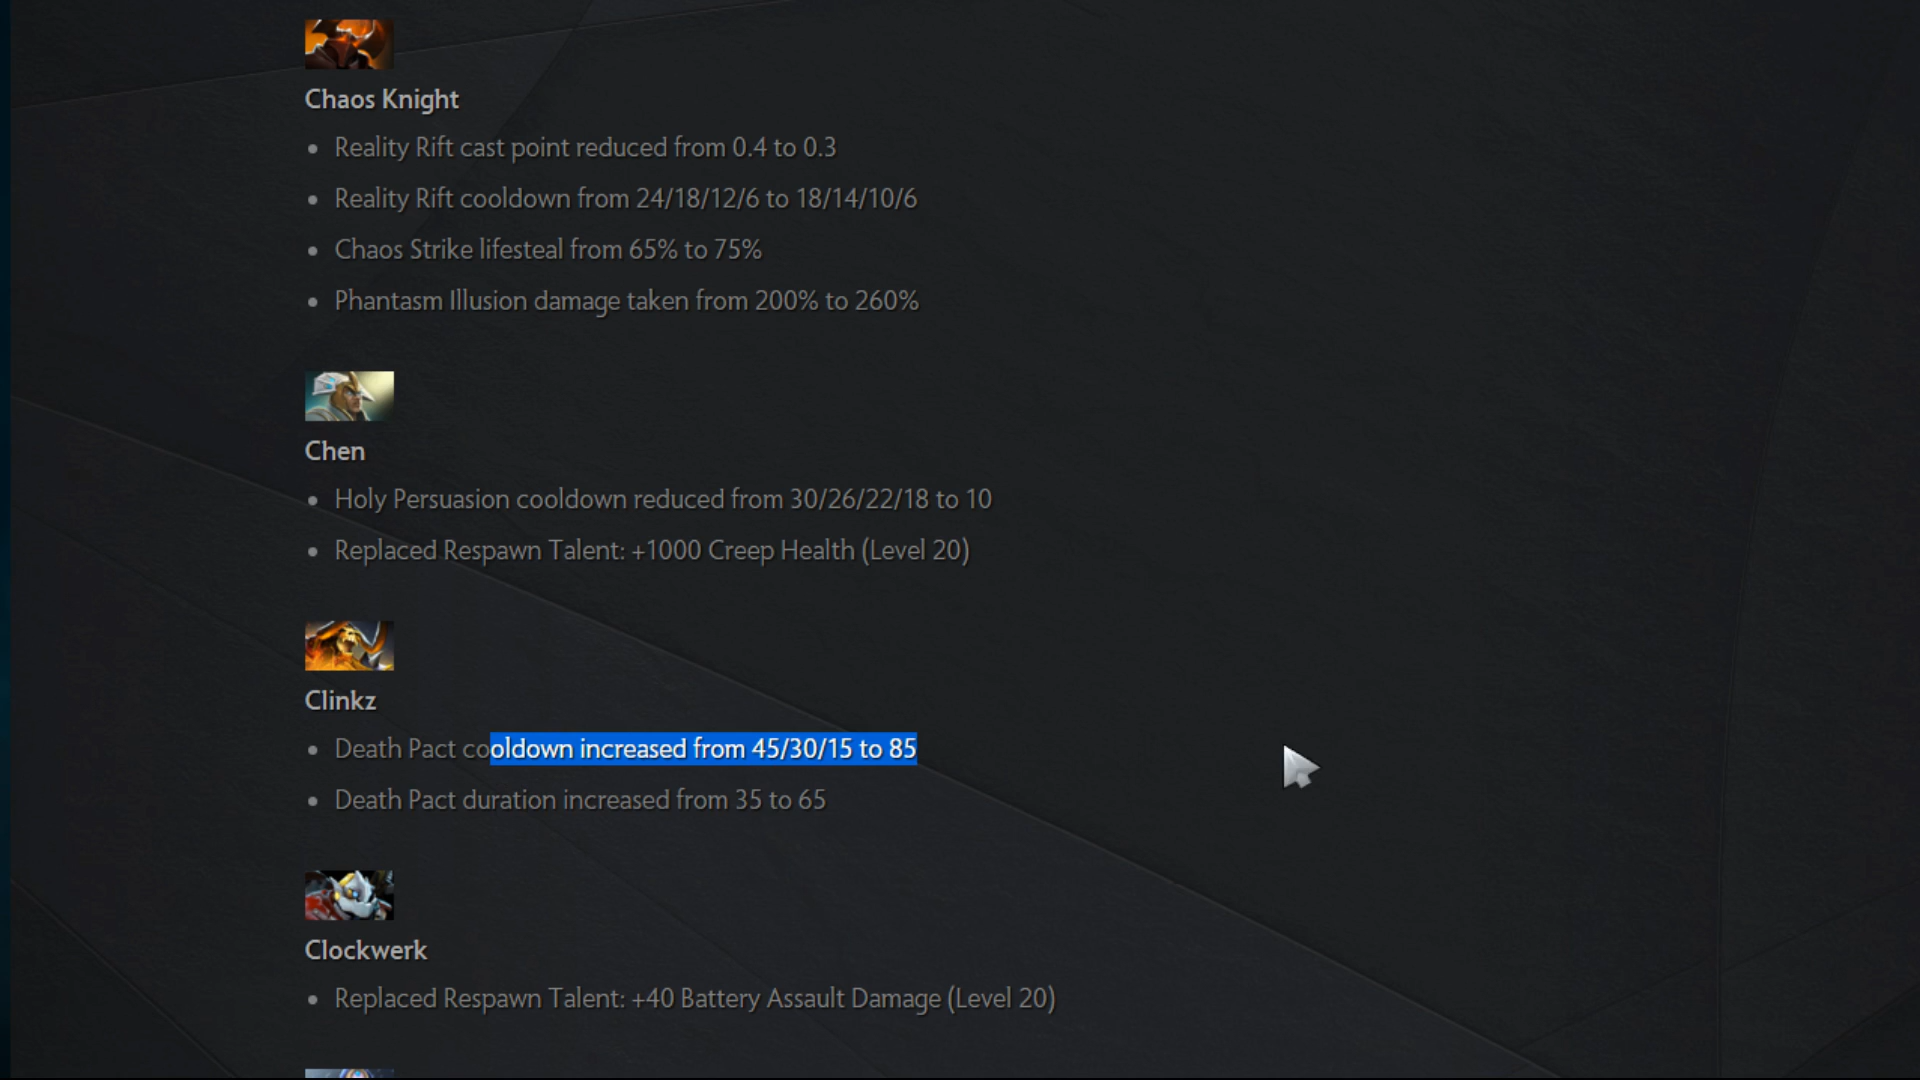 Chaos Knight
Reality Rift cast point reduced from 0.4 to 0.3
Reality Rift cooldown from 24/18/12/6 to 18/14/10/6
Chaos Strike lifesteal from 65% to 75%
Phantasm Illusion damage taken from 200% to 260%
Chen
Holy Persuasion cooldown reduced from 30/26/22/18 to 10
Replaced Respawn Talent: +1000 Creep Health (Level 20)
Clinkz
Death Pact cooldown increased from 45/30/15 to 85
Death Pact duration increased from 35 to 65
Clockwerk
Replaced Respawn Talent: +40 Battery Assault Damage (Level 20)